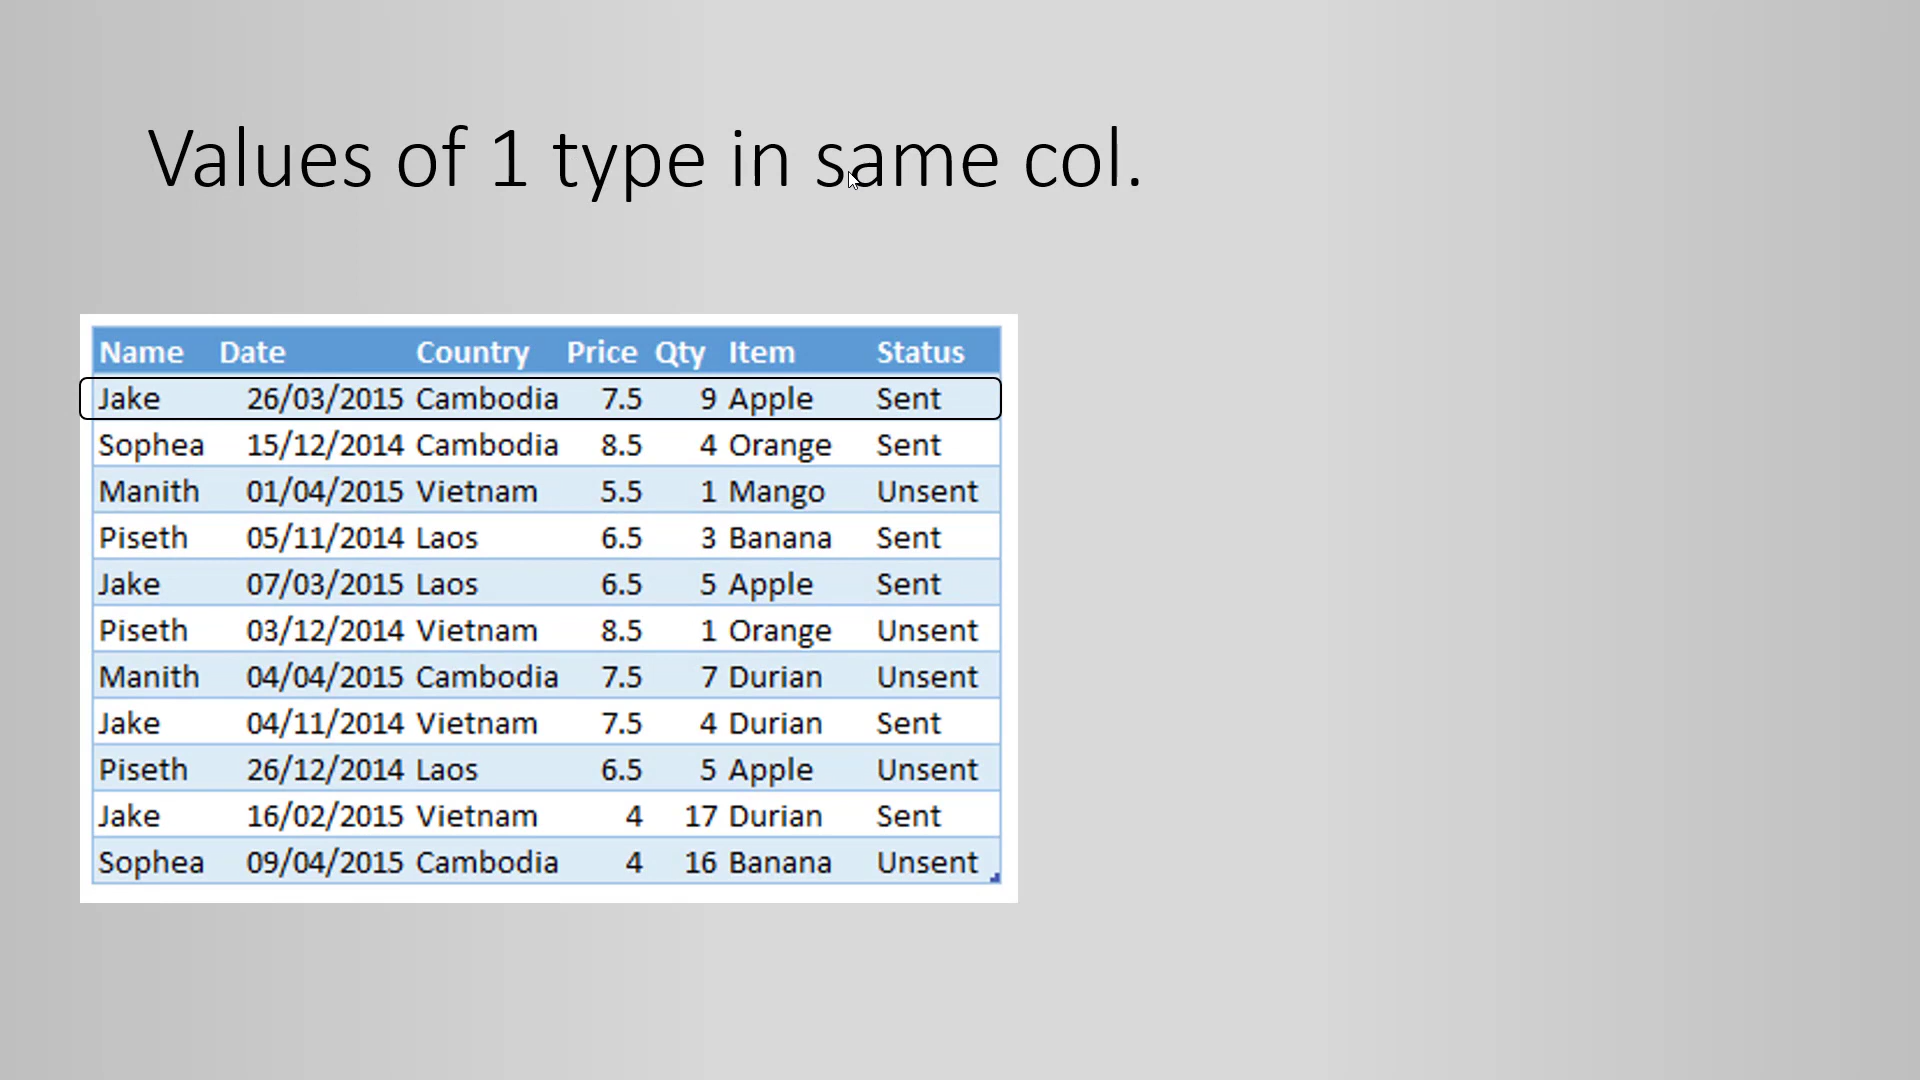 Values of 1 type in same col.
Name Date Country Price Qty Item Status
Jake 26/03/2015 Cambodia 7.5 9 Apple Sent
Sophea 15/12/2014 Cambodia 8.5 4 Orange Sent
Manith 01/04/2015 Vietnam 5.5 1 Mango Unsent
Piseth 05/11/2014 Laos 6.5 3 Banana Sent
Jake 07/03/2015 Laos 6.5 5 Apple Sent
Piseth 03/12/2014 Vietnam 8.5 1 Orange Unsent
Manith 04/04/2015 Cambodia 7.5 7 Durian Unsent
Jake 04/11/2014 Vietnam 7.5 4 Durian Sent
Piseth 26/12/2014 Laos 6.5 5 Apple Unsent
Jake 16/02/2015 Vietnam 4 17 Durian Sent
Sophea 09/04/2015 Cambodia 4 16 Banana Unsent